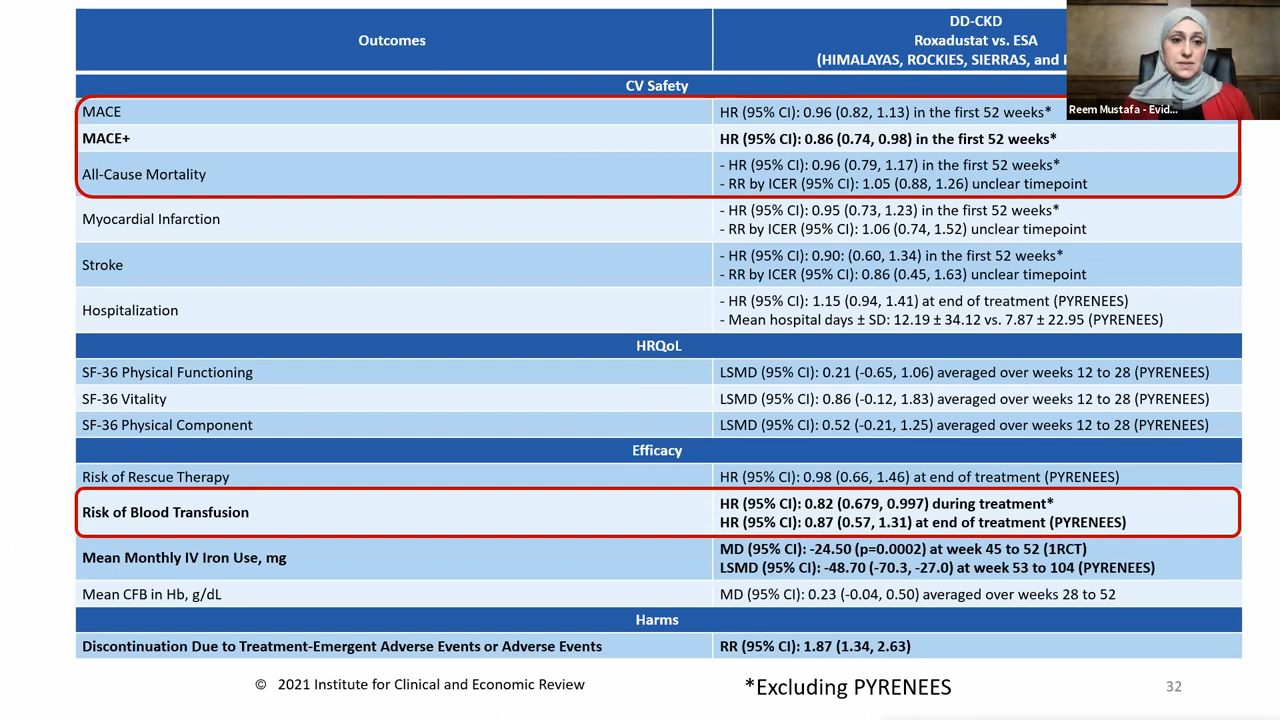 DD-CKD
Outcomes
Roxadustat vs. ESA
(HIMALAYAS, ROCKIES, SIERRAS, and
Reem Mustafa - Evid...
CV Safety
MACE
HR (95% CI): 0.96 (0.82, 1.13) in the first 52 weeks*
MACE+
HR (95% CI): 0.86 (0.74, 0.98) in the first 52 weeks*
All-Cause Mortality
- HR (95% CI): 0.96 (0.79, 1.17) in the first 52 weeks*
- RR by ICER (95% CI): 1.05 (0.88, 1.26) unclear timepoint
Myocardial Infarction
- HR (95% CI): 0.95 (0.73, 1.23) in the first 52 weeks*
- RR by ICER (95% CI): 1.06 (0.74, 1.52) unclear timepoint
Stroke
- HR (95% CI): 0.90: (0.60, 1.34) in the first 52 weeks*
- RR by ICER (95% CI): 0.86 (0.45, 1.63) unclear timepoint
Hospitalization
- HR (95% CI): 1.15 (0.94, 1.41) at end of treatment (PYRENEES)
- Mean hospital days ± SD: 12.19 ± 34.12 vs. 7.87 ± 22.95 (PYRENEES)
HRQoL
SF-36 Physical Functioning
LSMD (95% CI): 0.21 (-0.65, 1.06) averaged over weeks 12 to 28 (PYRENEES)
SF-36 Vitality
LSMD (95% CI): 0.86 (-0.12, 1.83) averaged over weeks 12 to 28 (PYRENEES)
SF-36 Physical Component
LSMD (95% CI): 0.52 (-0.21, 1.25) averaged over weeks 12 to 28 (PYRENEES)
Efficacy
Risk of Rescue Therapy
HR (95% CI): 0.98 (0.66, 1.46) at end of treatment (PYRENEES)
Risk of Blood Transfusion
HR (95% CI): 0.82 (0.679, 0.997) during treatment*
HR (95% CI): 0.87 (0.57, 1.31) at end of treatment (PYRENEES)
Mean Monthly IV Iron Use, mg
MD (95% CI): -24.50 (p=0.0002) at week 45 to 52 (1RCT)
LSMD (95% CI): -48.70 (-70.3, -27.0) at week 53 to 104 (PYRENEES)
Mean CFB in Hb, g/dL
MD (95% CI): 0.23 (-0.04, 0.50) averaged over weeks 28 to 52
Harms
Discontinuation Due to Treatment-Emergent Adverse Events or Adverse Events
RR (95% CI): 1.87 (1.34, 2.63)
© 2021 Institute for Clinical and Economic Review
*Excluding PYRENEES
32